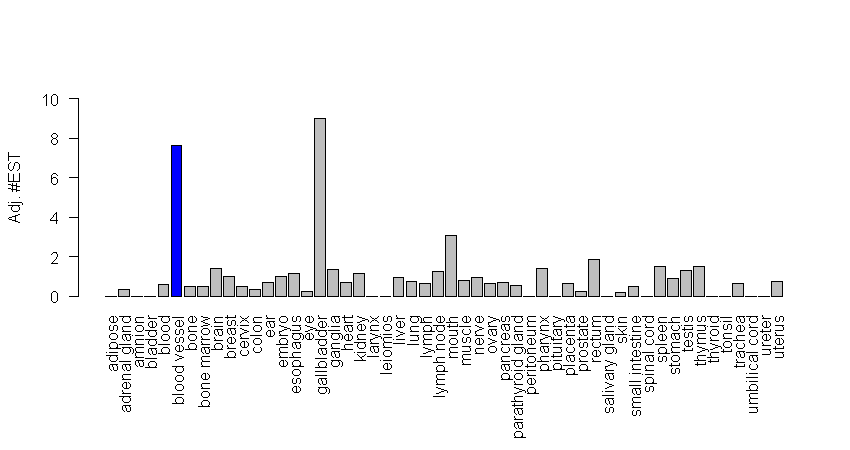 Adj. #EST
10
8
6
4
2
0
adipose
adrenal gland
amnion
bladder
blood
blood vessel
bone
bone marrow
brain
breast
cervix
colon
ear
embryo
esophagus
eye
gallbladder
ganglia
heart
kidney
larynx
leiomios
liver
lung
lymph
lymph node
mouth
muscle
nerve
ovary
pancreas
parathyroid gland
peritoneum
pharynx
pituitary
placenta
prostate
rectum
salivary gland
skin
small intestine
spinal cord
spleen
stomach
testis
thymus
thyroid
tonsil
trachea
umbilical cord
ureter
uterus